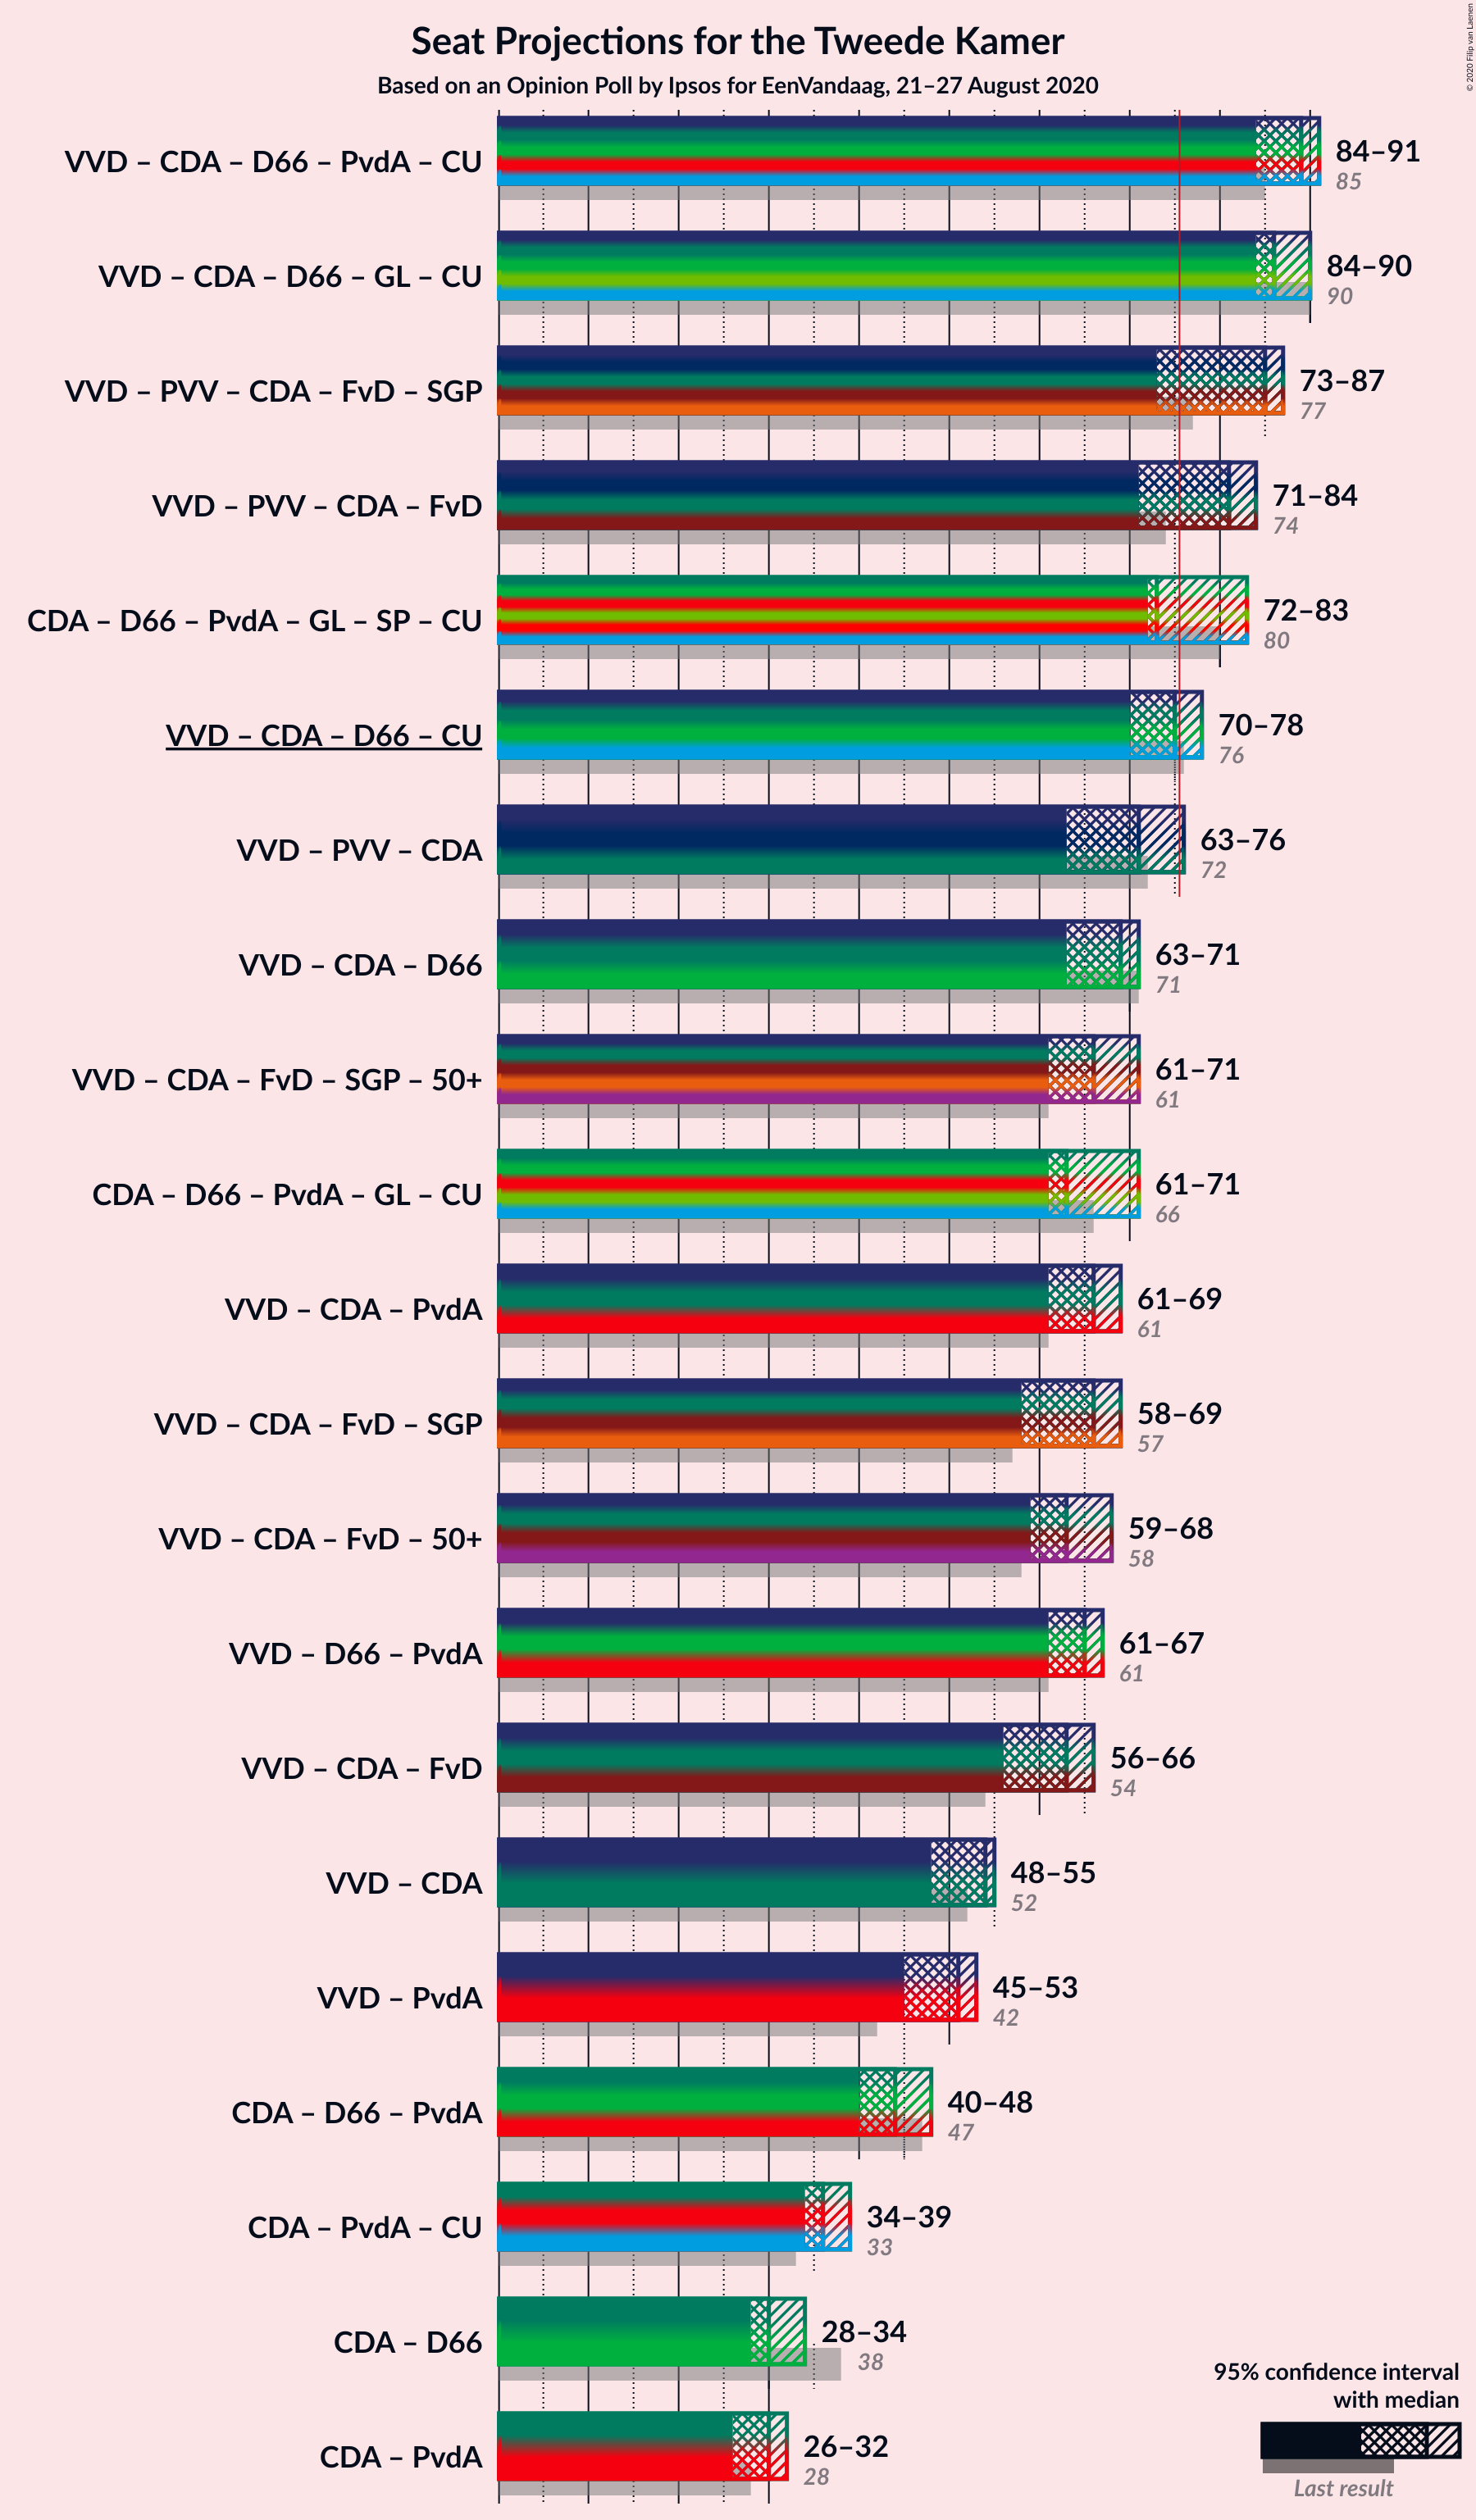 Seat Projections for the Tweede Kamer
Based on an Opinion Poll by Ipsos for EenVandaag, 21–27 August 2020
© 2020 Filip van Laenen
VVD – CDA – D66 – PvdA – CU
84–91
85
VVD – CDA – D66 – GL – CU
84–90
90
VVD – PVV – CDA – FvD – SGP
73–87
77
VVD – PVV – CDA – FvD
71–84
74
CDA – D66 – PvdA – GL – SP – CU
72–83
80
VVD – CDA – D66 – CU
70–78
76
VVD – PVV – CDA
63–76
72
VVD – CDA – D66
63–71
71
VVD – CDA – FvD – SGP – 50+
61–71
61
CDA – D66 – PvdA – GL – CU
61–71
66
VVD – CDA – PvdA
61–69
61
VVD – CDA – FvD – SGP
58–69
57
VVD – CDA – FvD – 50+
59–68
58
VVD – D66 – PvdA
61–67
61
VVD – CDA – FvD
56–66
54
VVD – CDA
48–55
52
VVD – PvdA
45–53
42
CDA – D66 – PvdA
40–48
47
CDA – PvdA – CU
34–39
33
CDA – D66
28–34
38
CDA – PvdA
26–32
28
95% confidence interval
with median
Last result